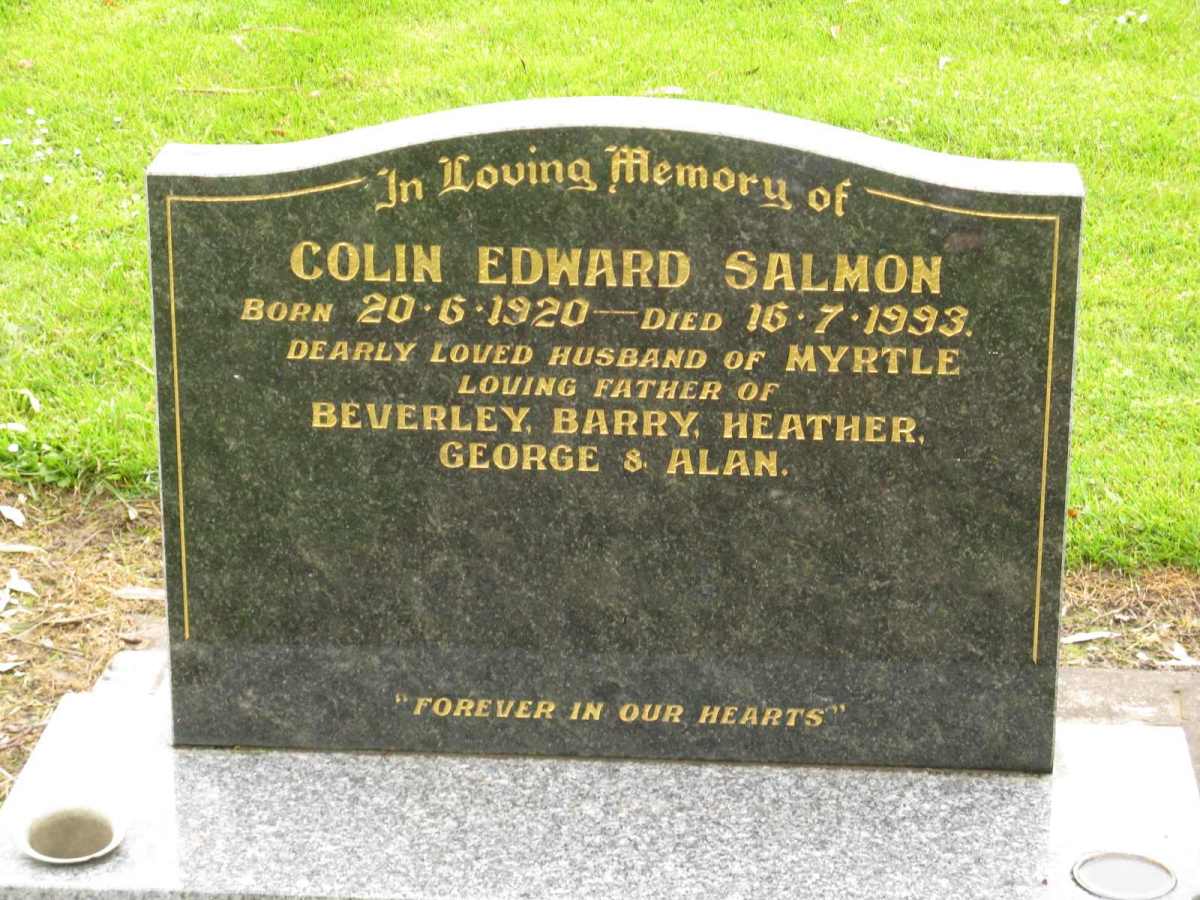 In Loving Memory of
COLIN EDWARD SALMON
BORN 20·6·1920 — DIED 16·7·1993.
DEARLY LOVED HUSBAND OF MYRTLE
LOVING FATHER OF
BEVERLEY, BARRY, HEATHER,
GEORGE & ALAN.
"FOREVER IN OUR HEARTS"